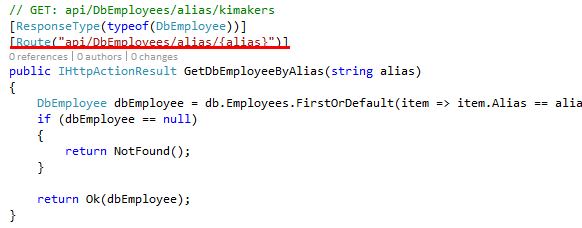 // GET: api/DbEmployees/alias/kimakers
[ResponseType(typeof(DbEmployee))]
[Route("api/DbEmployees/alias/{alias}")]
0 references | 0 authors | 0 changes
public IHttpActionResult GetDbEmployeeByAlias(string alias)
{
DbEmployee dbEmployee = db.Employees.FirstOrDefault(item => item.Alias == alia
if (dbEmployee == null)
{
return NotFound();
}
return Ok(dbEmployee);
}